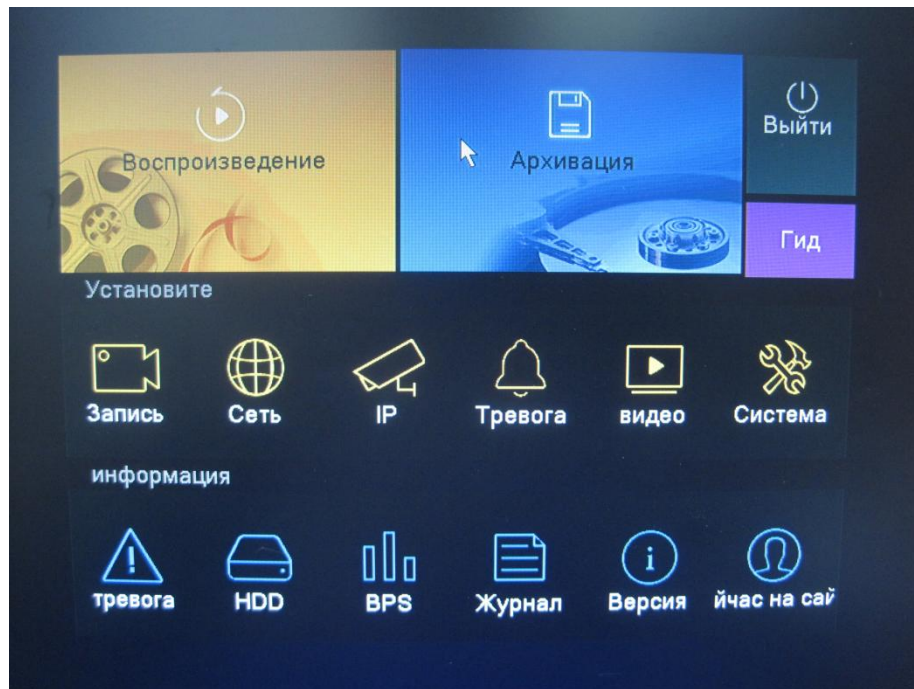 Воспроизведение
Архивация
Выйти
Гид
Установите
Запись Сеть IP Тревога видео Система
информация
тревога HDD BPS Журнал Версия йчас на сай